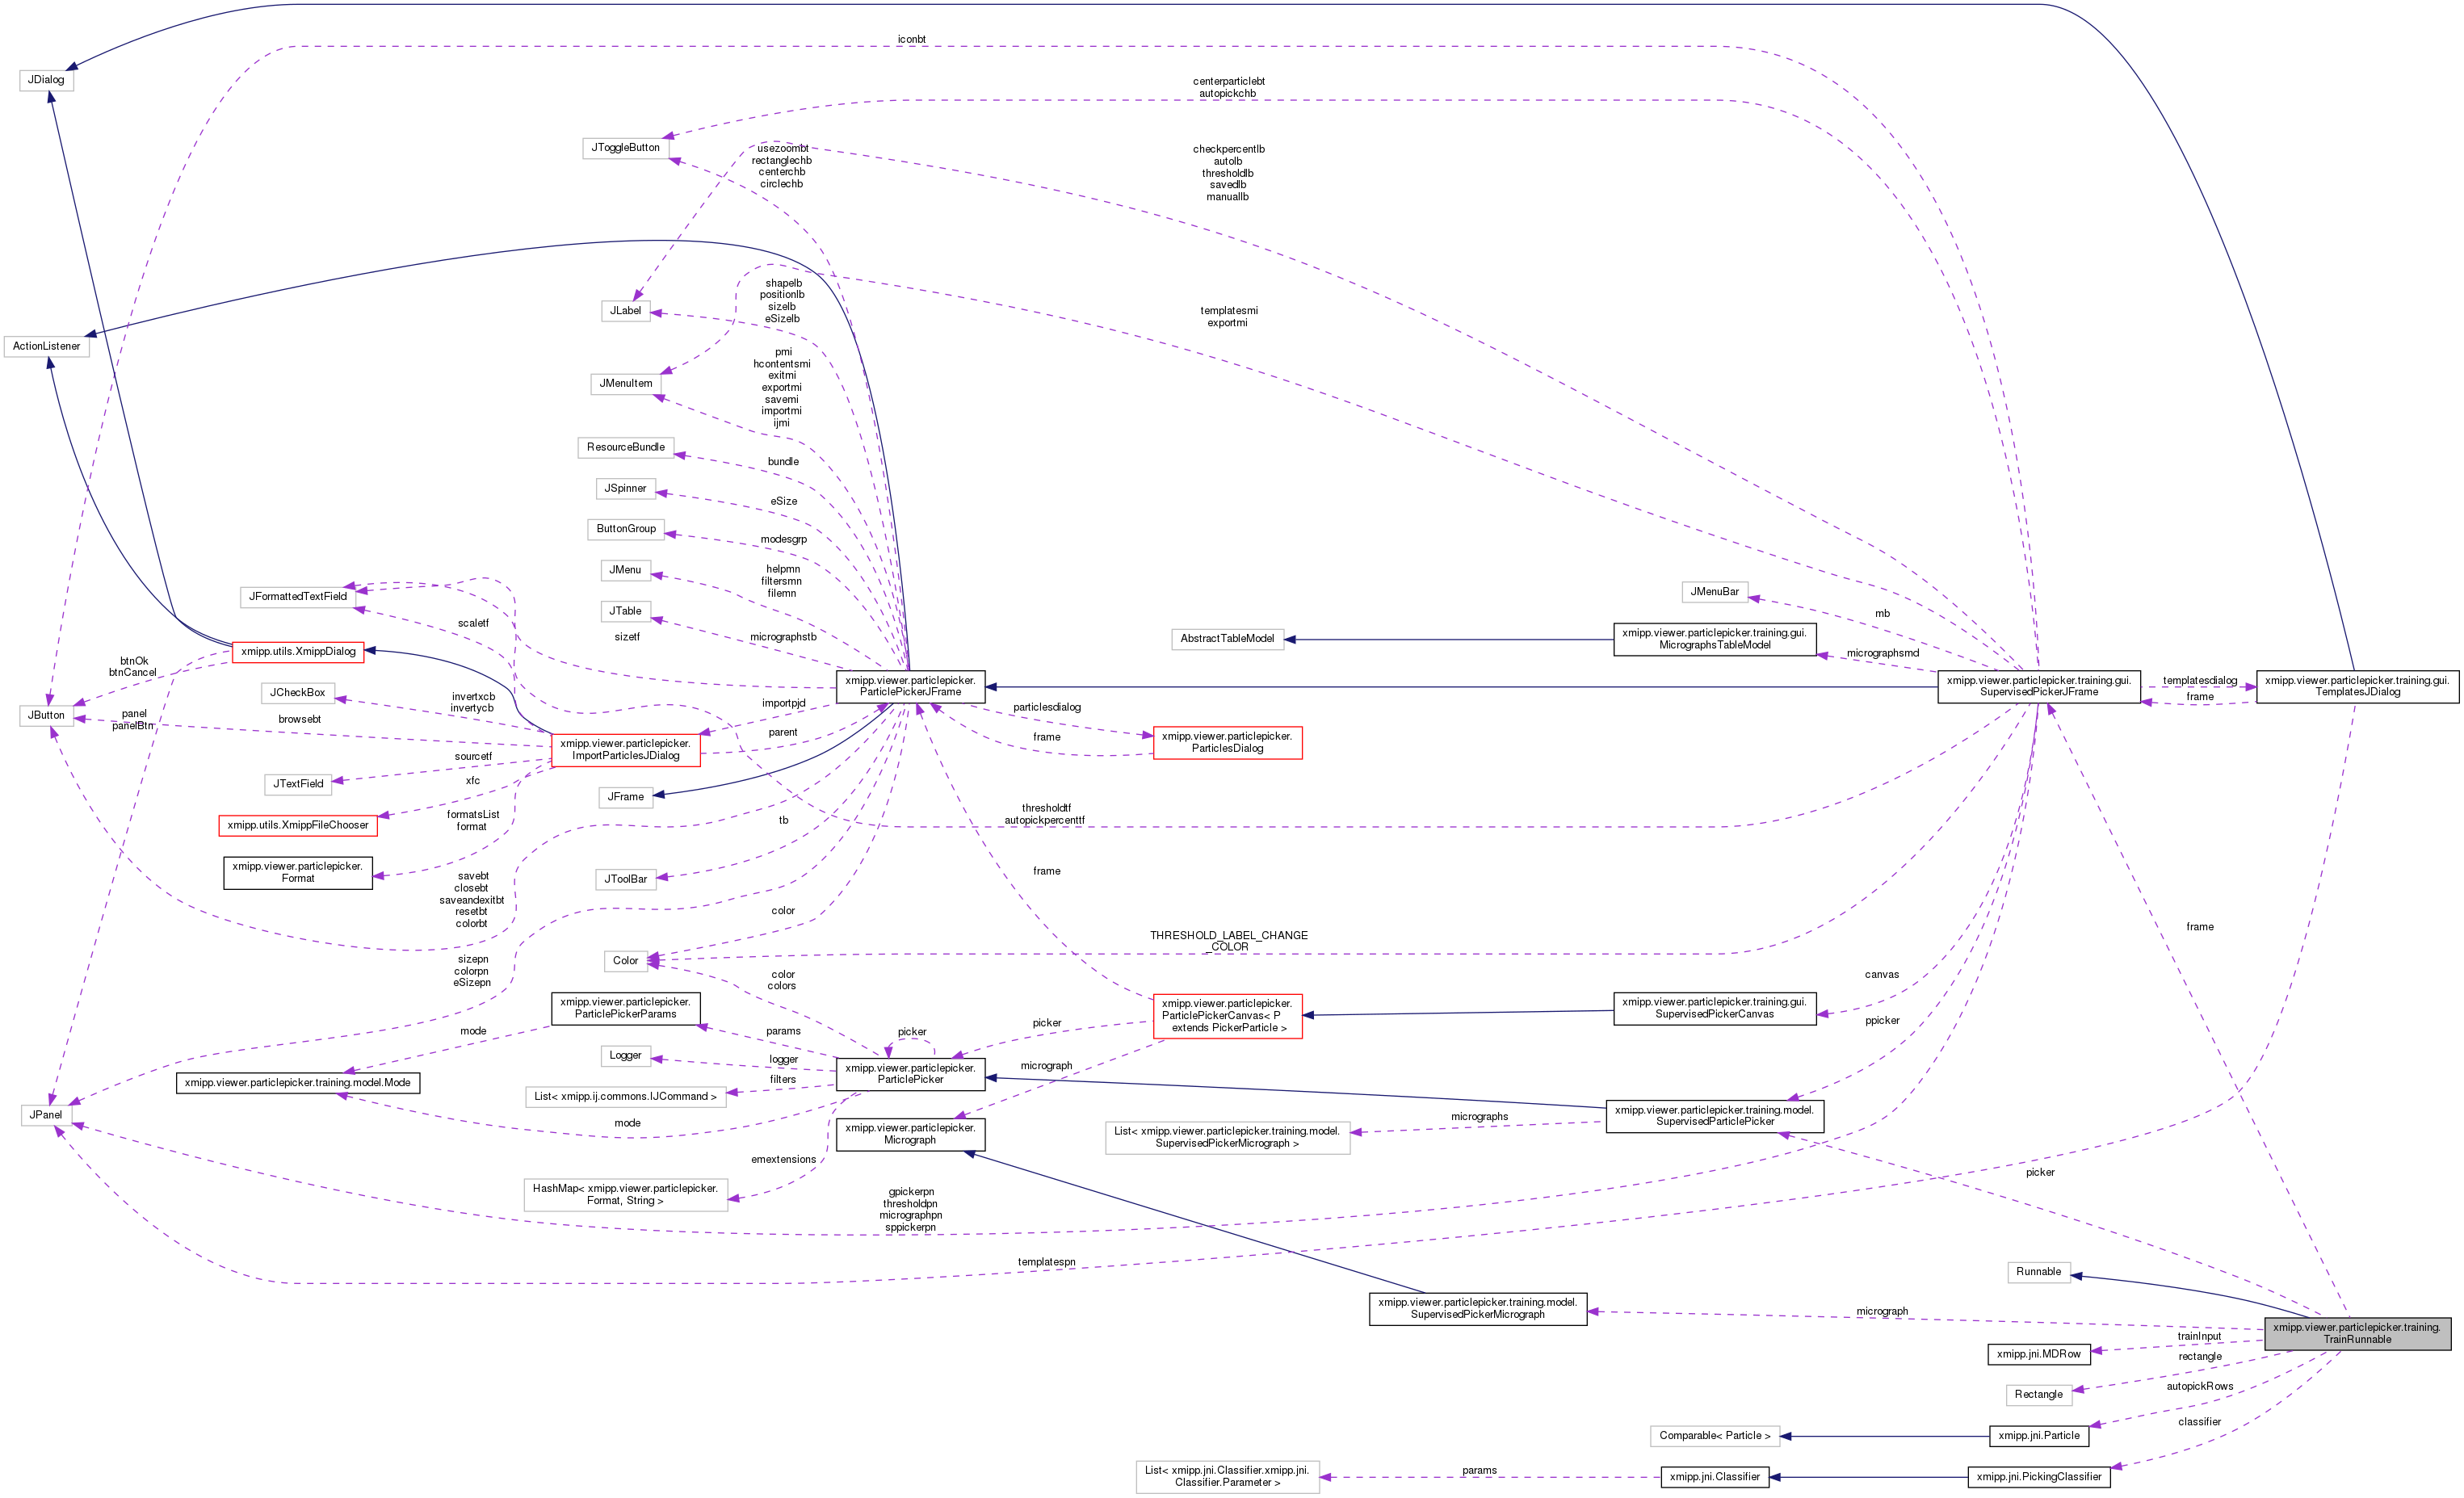 iconbt
JDialog
centerparticlebt
autopickchb
JToggleButton
usezoombt
rectanglechb
centerchb
circlechb
checkpercentlb
autolb
thresholdlb
savedlb
manuallb
JLabel
shapelb
positionlb
sizelb
eSizelb
templatesmi
exportmi
ActionListener
JMenuItem
pmi
hcontentsmi
exitmi
exportmi
savemi
importmi
ijmi
ResourceBundle
bundle
JSpinner
eSize
ButtonGroup
modesgrp
JMenu
helpmn
filtersmn
filemn
JFormattedTextField
JTable
micrographstb
scaletf
sizetf
JMenuBar
mb
AbstractTableModel
xmipp.viewer.particlepicker.training.gui.
MicrographsTableModel
micrographsmd
xmipp.utils.XmippDialog
btnOk
btnCancel
JCheckBox
invertxcb
invertycb
xmipp.viewer.particlepicker.
ParticlePickerJFrame
xmipp.viewer.particlepicker.training.gui.
SupervisedPickerJFrame
templatesdialog
frame
xmipp.viewer.particlepicker.training.gui.
TemplatesJDialog
JButton
panel
panelBtn
browsebt
importpjd
parent
particlesdialog
frame
xmipp.viewer.particlepicker.
ParticlesDialog
xmipp.viewer.particlepicker.
ImportParticlesJDialog
JTextField
sourcetf
xfc
JFrame
xmipp.utils.XmippFileChooser
formatsList
format
tb
thresholdtf
autopickpercenttf
xmipp.viewer.particlepicker.
Format
JToolBar
frame
savebt
closebt
saveandexitbt
resetbt
colorbt
color
frame
THRESHOLD_LABEL_CHANGE
_COLOR
Color
sizepn
colorpn
eSizepn
color
colors
canvas
xmipp.viewer.particlepicker.
ParticlePickerParams
xmipp.viewer.particlepicker.
ParticlePickerCanvas< P
extends PickerParticle >
xmipp.viewer.particlepicker.training.gui.
SupervisedPickerCanvas
mode
params
picker
picker
ppicker
Logger
logger
xmipp.viewer.particlepicker.
ParticlePicker
micrograph
xmipp.viewer.particlepicker.training.model.Mode
filters
List< xmipp.ij.commons.IJCommand >
JPanel
mode
xmipp.viewer.particlepicker.
Micrograph
micrographs
List< xmipp.viewer.particlepicker.training.model.
SupervisedPickerMicrograph >
xmipp.viewer.particlepicker.training.model.
SupervisedParticlePicker
emextensions
picker
HashMap< xmipp.viewer.particlepicker.
Format, String >
gpickerpn
thresholdpn
micrographpn
sppickerpn
templatespn
Runnable
xmipp.viewer.particlepicker.training.model.
SupervisedPickerMicrograph
micrograph
xmipp.viewer.particlepicker.training.
TrainRunnable
trainInput
xmipp.jni.MDRow
rectangle
Rectangle
autopickRows
classifier
Comparable< Particle >
xmipp.jni.Particle
List< xmipp.jni.Classifier.xmipp.jni.
Classifier.Parameter >
params
xmipp.jni.Classifier
xmipp.jni.PickingClassifier